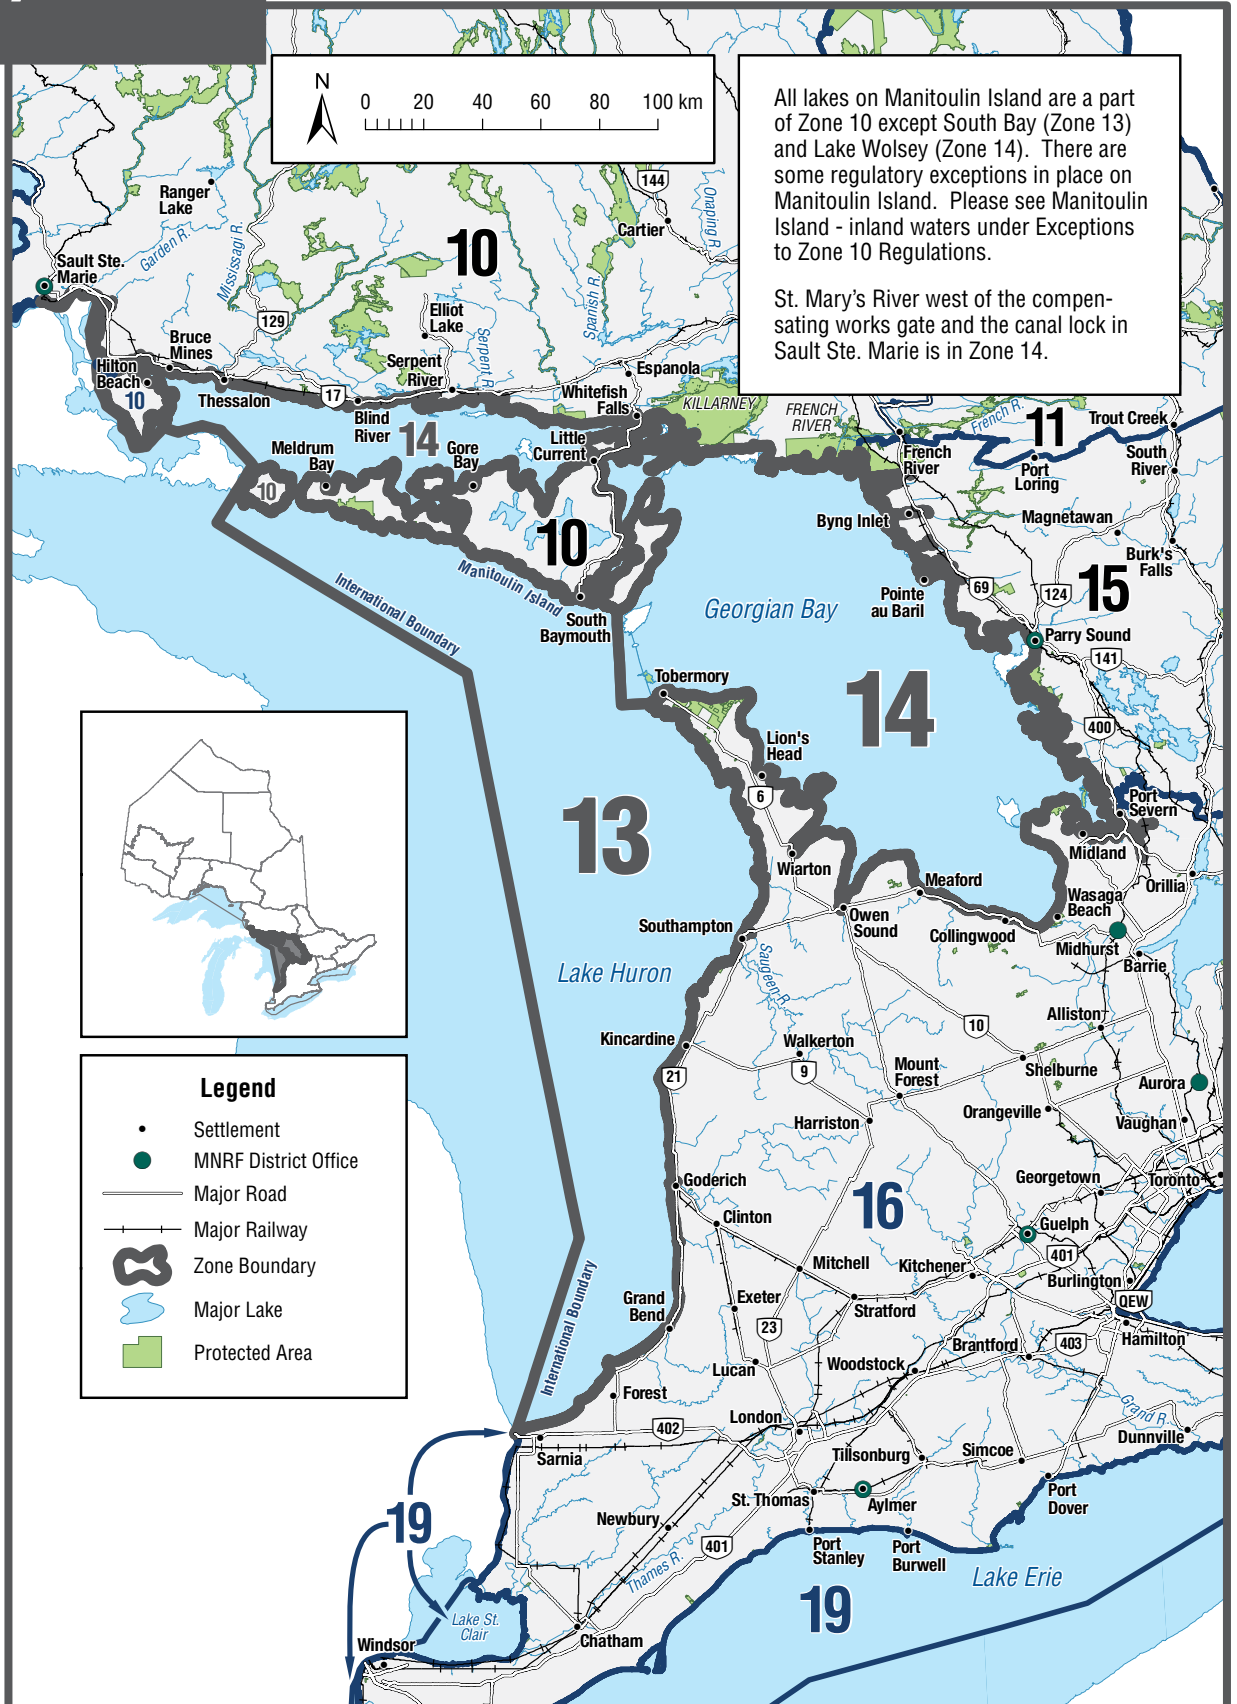 N
0 20 40 60 80 100 km
All lakes on Manitoulin Island are a part
of Zone 10 except South Bay (Zone 13)
and Lake Wolsey (Zone 14). There are
some regulatory exceptions in place on
Manitoulin Island. Please see Manitoulin
Island - inland waters under Exceptions
to Zone 10 Regulations.
St. Mary's River west of the compen-
sating works gate and the canal lock in
Sault Ste. Marie is in Zone 14.
144
Ranger
Lake
Onaping R.
Cartier
Garden R.
Mississagi R.
10
Sault Ste.
Marie
Spanish R.
Elliot
Lake
129
Bruce
Mines
Serpent R.
Serpent
River
Espanola
Hilton
Beach
10
Thessalon
17
Blind
River
Whitefish
Falls
KILLARNEY
FRENCH
RIVER
French R.
Trout Creek
11
14
Little
Current
Meldrum
Bay
Gore
Bay
French
River
Port
Loring
South
River
10
Byng Inlet
Magnetawan
10
Burk's
Falls
Manitoulin Island
International Boundary
69
124
15
Pointe
au Baril
Georgian Bay
South
Baymouth
Parry Sound
141
Tobermory
14
400
Lion's
Head
6
13
Port
Severn
Midland
Wiarton
Meaford
Orillia
Wasaga
Beach
Southampton
Owen
Sound
Collingwood
Midhurst
Barrie
Lake Huron
Saugeen R.
Alliston
10
Kincardine
Walkerton
Shelburne
21
9
Mount
Forest
Aurora
Orangeville
Harriston
Vaughan
Goderich
Georgetown
Toronto
16
Clinton
Guelph
401
Mitchell
Kitchener
Burlington
International Boundary
Grand
Bend
Exeter
Stratford
QEW
23
Hamilton
Brantford
403
Lucan
Woodstock
Forest
Grand R.
London
402
Dunnville
Sarnia
Tillsonburg
Simcoe
St. Thomas
Aylmer
Port
Dover
19
Newbury
401
Port
Stanley
Port
Burwell
Thames R.
Lake Erie
19
Lake St.
Clair
Windsor
Chatham
Legend
Settlement
MNRF District Office
Major Road
Major Railway
Zone Boundary
Major Lake
Protected Area